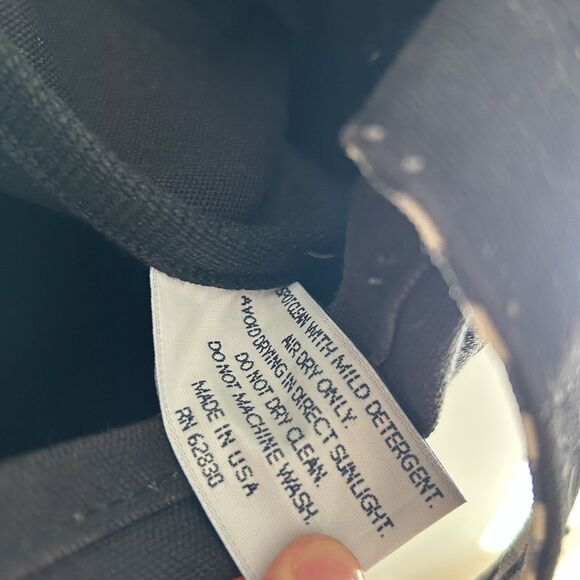 SPOT CLEAN WITH MILD DETERGENT.
AIR DRY ONLY.
AVOID DRYING IN DIRECT SUNLIGHT.
DO NOT DRY CLEAN.
DO NOT MACHINE WASH.
MADE IN USA
RN 62830